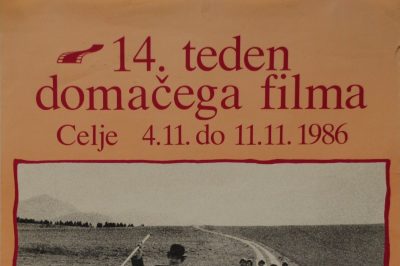 14. teden
domačega filma
Celje 4.11. do 11.11. 1986